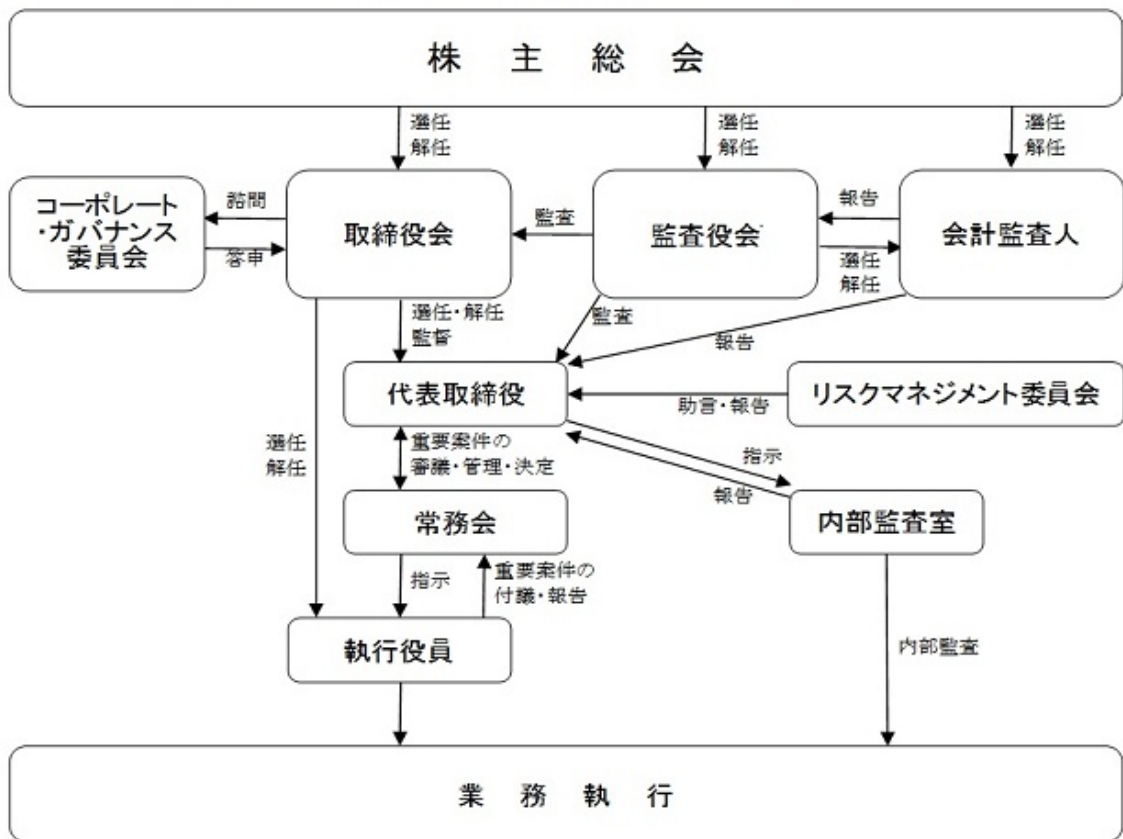 株主総会
選任
解任
選任
解任
選任
解任
コーポレート
・ガバナンス
委員会
諮問
答申
取締役会
監査
監査役会
報告
選任
解任
会計監査人
選任・解任
監督
監査
報告
代表取締役
助言・報告
リスクマネジメント委員会
選任
解任
重要案件の
審議・管理・決定
指示
報告
常務会
内部監査室
指示
重要案件の
付議・報告
執行役員
内部監査
業務執行